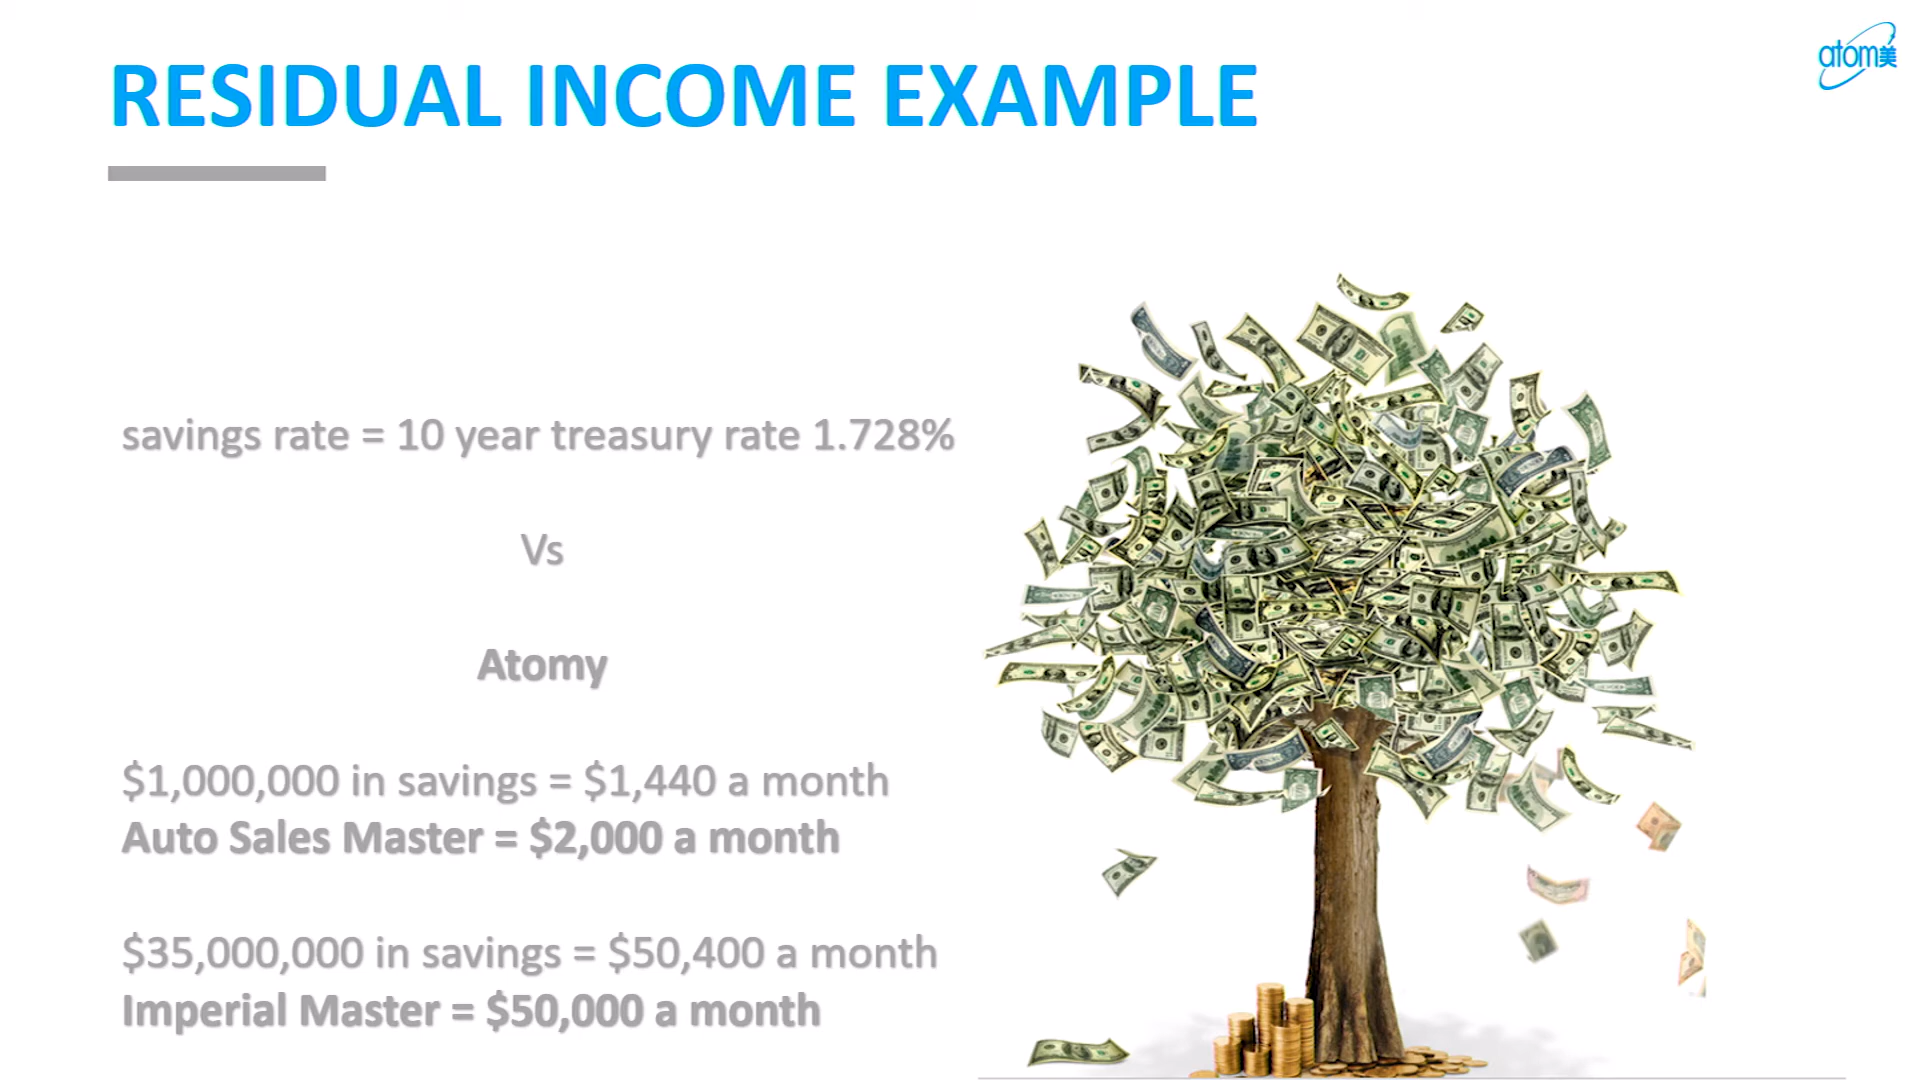 RESIDUAL INCOME EXAMPLE
atom美
savings rate = 10 year treasury rate 1.728%
Vs
Atomy
$1,000,000 in savings = $1,440 a month
Auto Sales Master = $2,000 a month
$35,000,000 in savings = $50,400 a month
Imperial Master = $50,000 a month